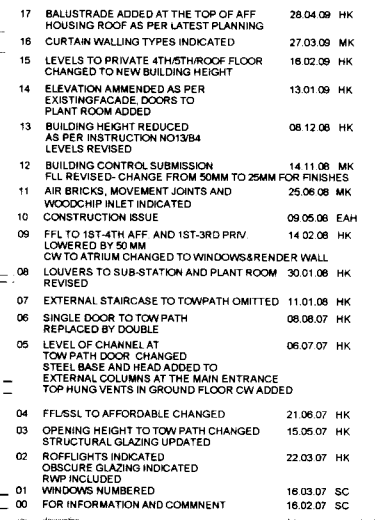 17 BALUSTRADE ADDED AT THE TOP OF AFF 28.04.09 HK
HOUSING ROOF AS PER LATEST PLANNING
16 CURTAIN WALLING TYPES INDICATED 27.03.09 MK
15 LEVELS TO PRIVATE 4TH/5TH/ROOF FLOOR 16.02.09 HK
CHANGED TO NEW BUILDING HEIGHT
14 ELEVATION AMMENDED AS PER 13.01.09 HK
EXISTINGFACADE, DOORS TO
PLANT ROOM ADDED
13 BUILDING HEIGHT REDUCED 08.12.08 HK
AS PER INSTRUCTION NO13/B4
LEVELS REVISED
12 BUILDING CONTROL SUBMISSION 14.11.08 MK
FLL REVISED- CHANGE FROM 50MM TO 25MM FOR FINISHES
11 AIR BRICKS, MOVEMENT JOINTS AND 25.06.08 MK
WOODCHIP INLET INDICATED
10 CONSTRUCTION ISSUE 09.05.08 EAH
09 FFL TO 1ST-4TH AFF. AND 1ST-3RD PRIV. 14.02.08 HK
LOWERED BY 50 MM
CW TO ATRIUM CHANGED TO WINDOWS&RENDER WALL
08 LOUVERS TO SUB-STATION AND PLANT ROOM 30.01.08 HK
REVISED
07 EXTERNAL STAIRCASE TO TOWPATH OMITTED 11.01.08 HK
06 SINGLE DOOR TO TOW PATH 08.08.07 HK
REPLACED BY DOUBLE
05 LEVEL OF CHANNEL AT 06.07.07 HK
TOW PATH DOOR CHANGED
STEEL BASE AND HEAD ADDED TO
EXTERNAL COLUMNS AT THE MAIN ENTRANCE
TOP HUNG VENTS IN GROUND FLOOR CW ADDED
04 FFL/SSL TO AFFORDABLE CHANGED 21.06.07 HK
03 OPENING HEIGHT TO TOW PATH CHANGED 15.05.07 HK
STRUCTURAL GLAZING UPDATED
02 ROFFLIGHTS INDICATED 22.03.07 HK
OBSCURE GLAZING INDICATED
RWP INCLUDED
01 WINDOWS NUMBERED 16.03.07 SC
00 FOR INFORMATION AND COMMNENT 16.02.07 SC